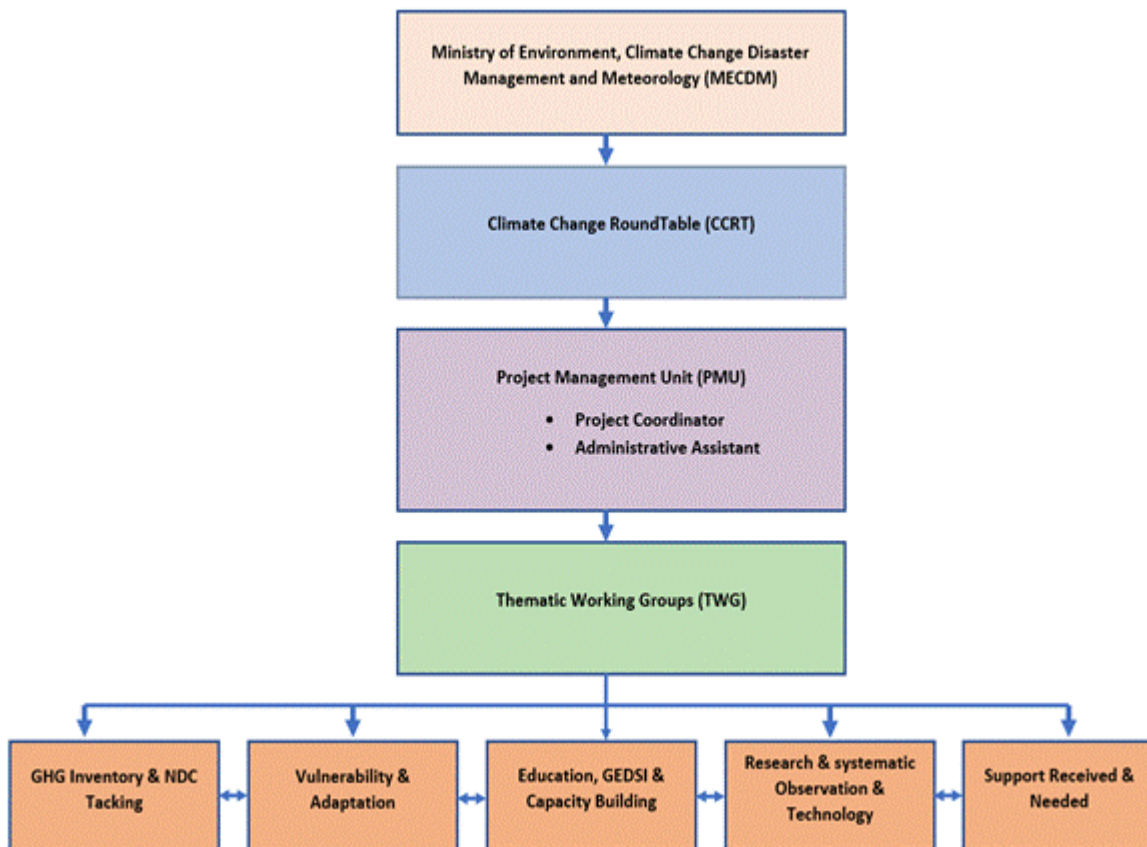 Ministry of Environment, Climate Change Disaster
Management and Meteorology (MECDM)
Climate Change RoundTable (CCRT)
Project Management Unit (PMU)
• Project Coordinator
• Administrative Assistant
Thematic Working Groups (TWG)
GHG Inventory & NDC
Tacking
Vulnerability &
Adaptation
Education, GEDSI &
Capacity Building
Research & systematic
Observation &
Technology
Support Received &
Needed